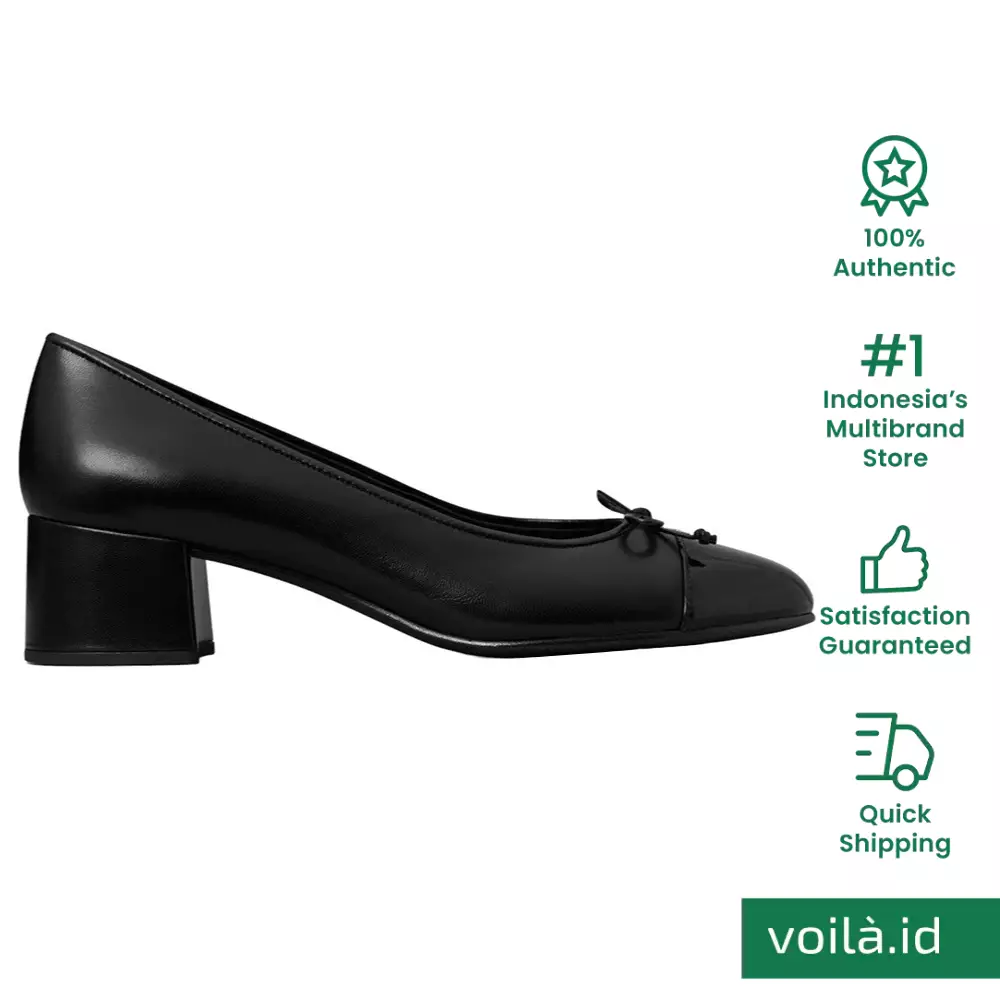 100%
Authentic
#1
Indonesia's
Multibrand
Store
Satisfaction
Guaranteed
Quick
Shipping
voilà.id